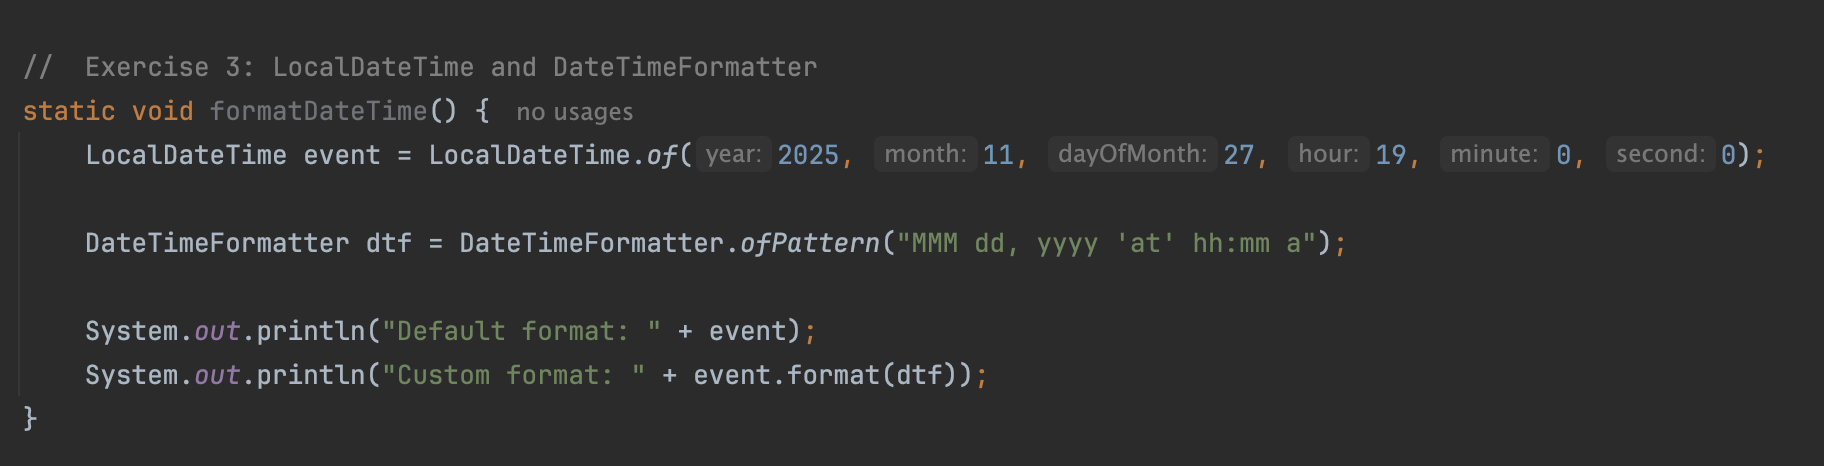 //  Exercise 3: LocalDateTime and DateTimeFormatter
static void formatDateTime() {  no usages
    LocalDateTime event = LocalDateTime.of( year: 2025,  month: 11,  dayOfMonth: 27,  hour: 19,  minute: 0,  second: 0);
    DateTimeFormatter dtf = DateTimeFormatter.ofPattern("MMM dd, yyyy 'at' hh:mm a");
    System.out.println("Default format: " + event);
    System.out.println("Custom format: " + event.format(dtf));
}